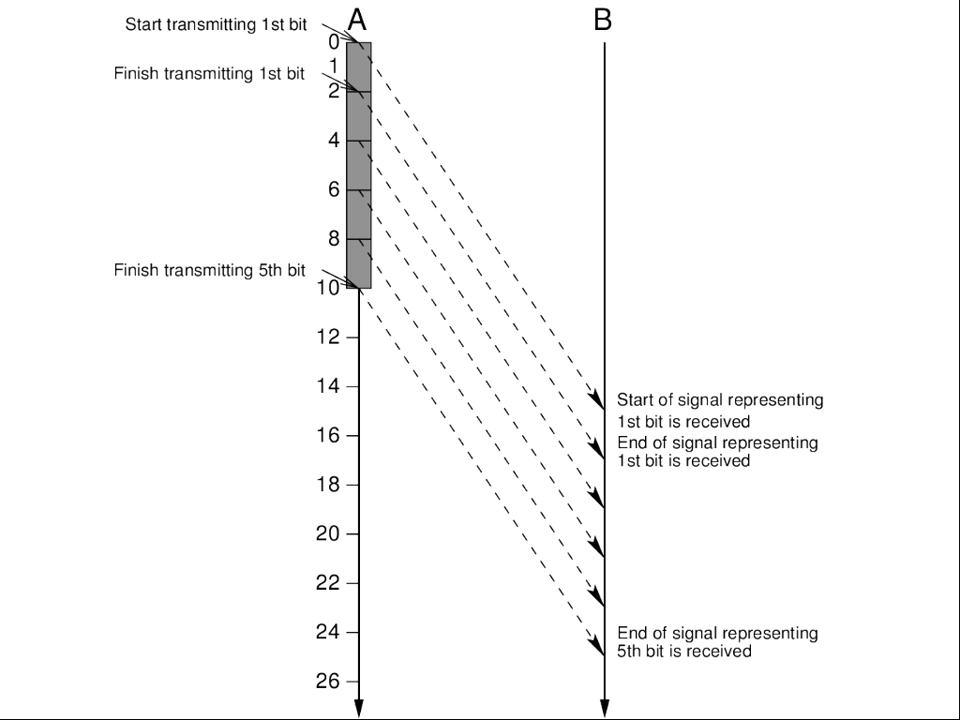 A
B
Start transmitting 1st bit
0
1
Finish transmitting 1st bit
2
4
6
8
Finish transmitting 5th bit
10
12
14
Start of signal representing
1st bit is received
16
End of signal representing
1st bit is received
18
20
22
24
End of signal representing
5th bit is received
26